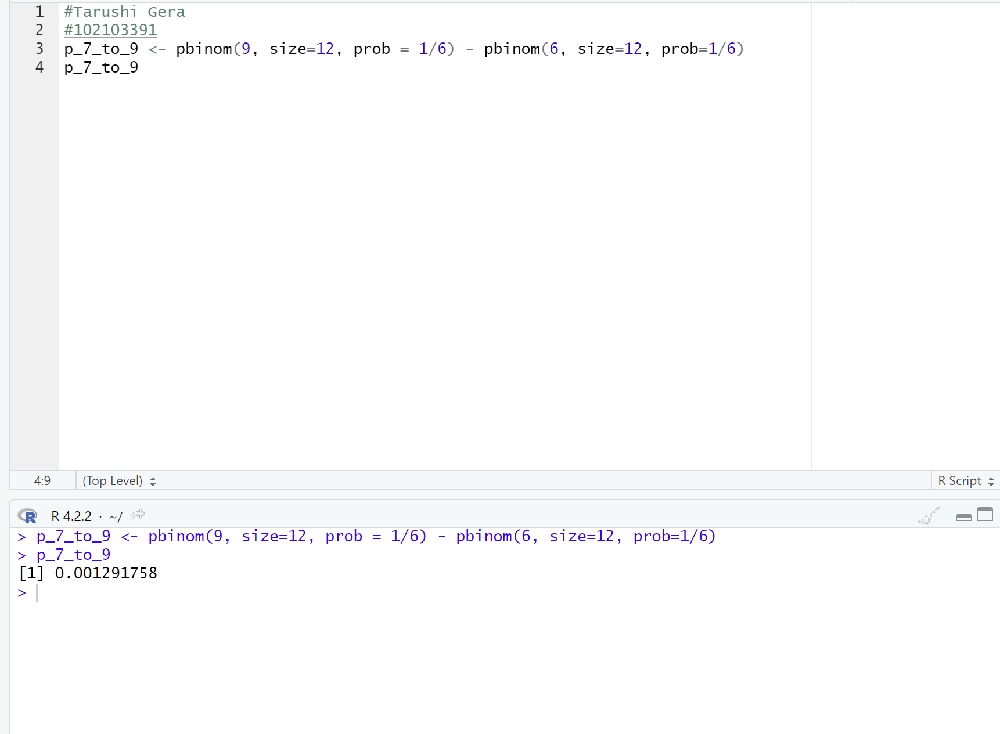 1 #Tarushi Gera
2 #102103391
3 p_7_to_9 <- pbinom(9, size=12, prob = 1/6) - pbinom(6, size=12, prob=1/6)
4 p_7_to_9
4:9 (Top Level) R Script
R R 4.2.2 · ~/
> p_7_to_9 <- pbinom(9, size=12, prob = 1/6) - pbinom(6, size=12, prob=1/6)
> p_7_to_9
[1] 0.001291758
>